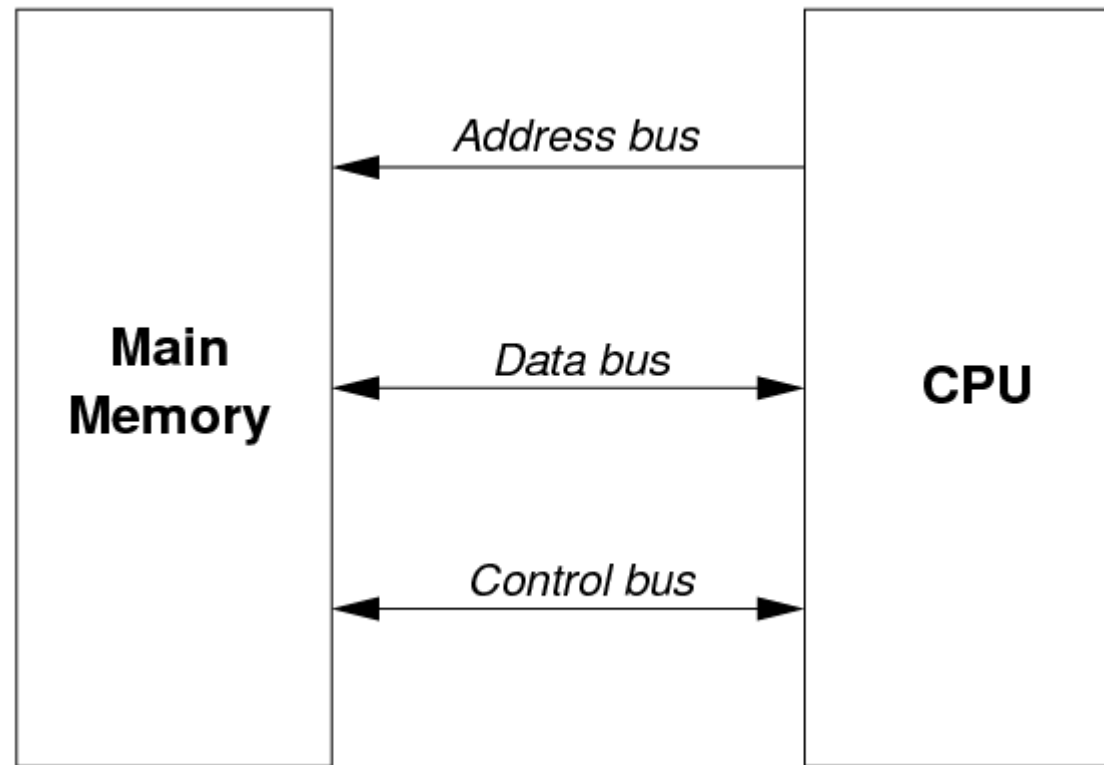 Address bus
Main
Memory
Data bus
CPU
Control bus